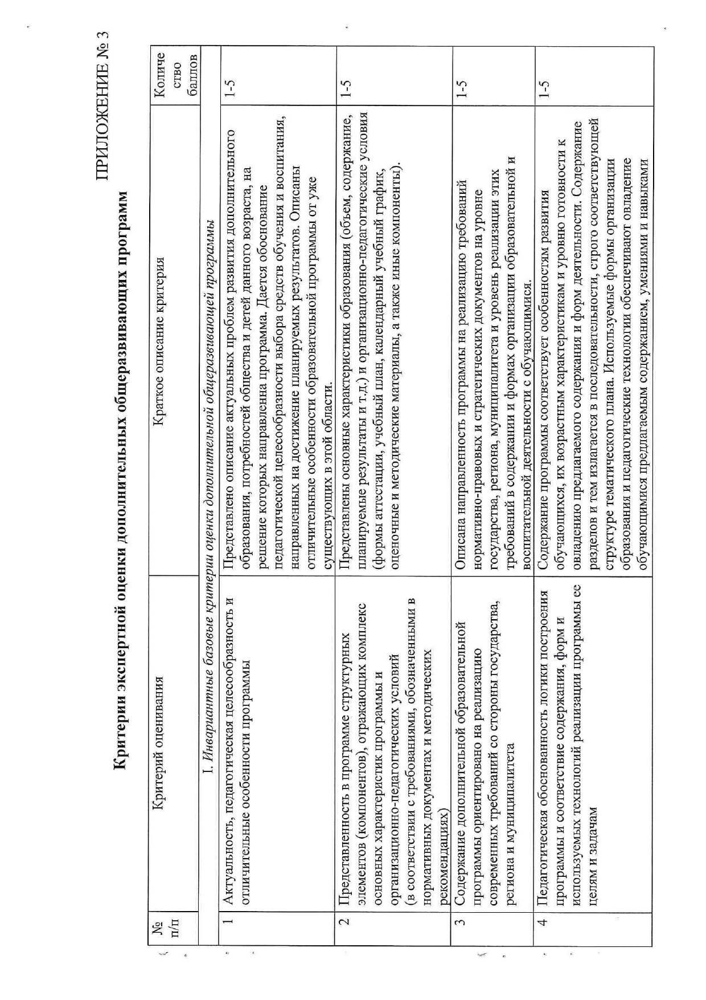 ПРИЛОЖЕНИЕ № 3
Критерии экспертной оценки дополнительных общеразвивающих программ
№
п/п
Критерий оценивания
Краткое описание критерия
Количе
ство
баллов
I. Инвариантные базовые критерии оценки дополнительной общеразвивающей программы
1
Актуальность, педагогическая целесообразность и
отличительные особенности программы
Представлено описание актуальных проблем развития дополнительного
образования, потребностей общества и детей данного возраста, на
решение которых направленна программа. Дается обоснование
педагогической целесообразности выбора средств обучения и воспитания,
направленных на достижение планируемых результатов. Описаны
отличительные особенности образовательной программы от уже
существующих в этой области.
1-5
2
Представленность в программе структурных
элементов (компонентов), отражающих комплекс
основных характеристик программы и
организационно-педагогических условий
(в соответствии с требованиями, обозначенными в
нормативных документах и методических
рекомендациях)
Представлены основные характеристики образования (объем, содержание,
планируемые результаты и т.д.) и организационно-педагогические условия
(формы аттестации, учебный план, календарный учебный график,
оценочные и методические материалы, а также иные компоненты).
1-5
3
Содержание дополнительной образовательной
программы ориентировано на реализацию
современных требований со стороны государства,
региона и муниципалитета
Описана направленность программы на реализацию требований
нормативно-правовых и стратегических документов на уровне
государства, региона, муниципалитета и уровень реализации этих
требований в содержании и формах организации образовательной и
воспитательной деятельности с обучающимися.
1-5
4
Педагогическая обоснованность логики построения
программы и соответствие содержания, форм и
используемых технологий реализации программы ее
целям и задачам
Содержание программы соответствует особенностям развития
обучающихся, их возрастным характеристикам и уровню готовности к
овладению предлагаемого содержания и форм деятельности. Содержание
разделов и тем излагается в последовательности, строго соответствующей
структуре тематического плана. Используемые формы организации
образования и педагогические технологии обеспечивают овладение
обучающимися предлагаемым содержанием, умениями и навыками
1-5